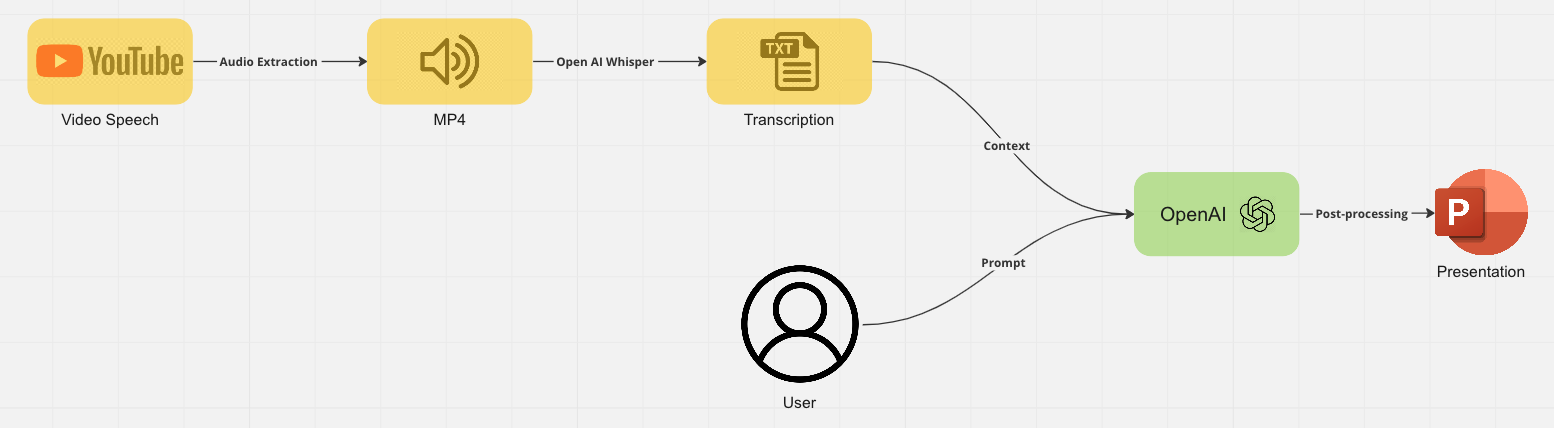 YouTube
Audio Extraction
Open AI Whisper
TXT
Video Speech
MP4
Transcription
Context
OpenAI
Post-processing
P
Prompt
Presentation
User